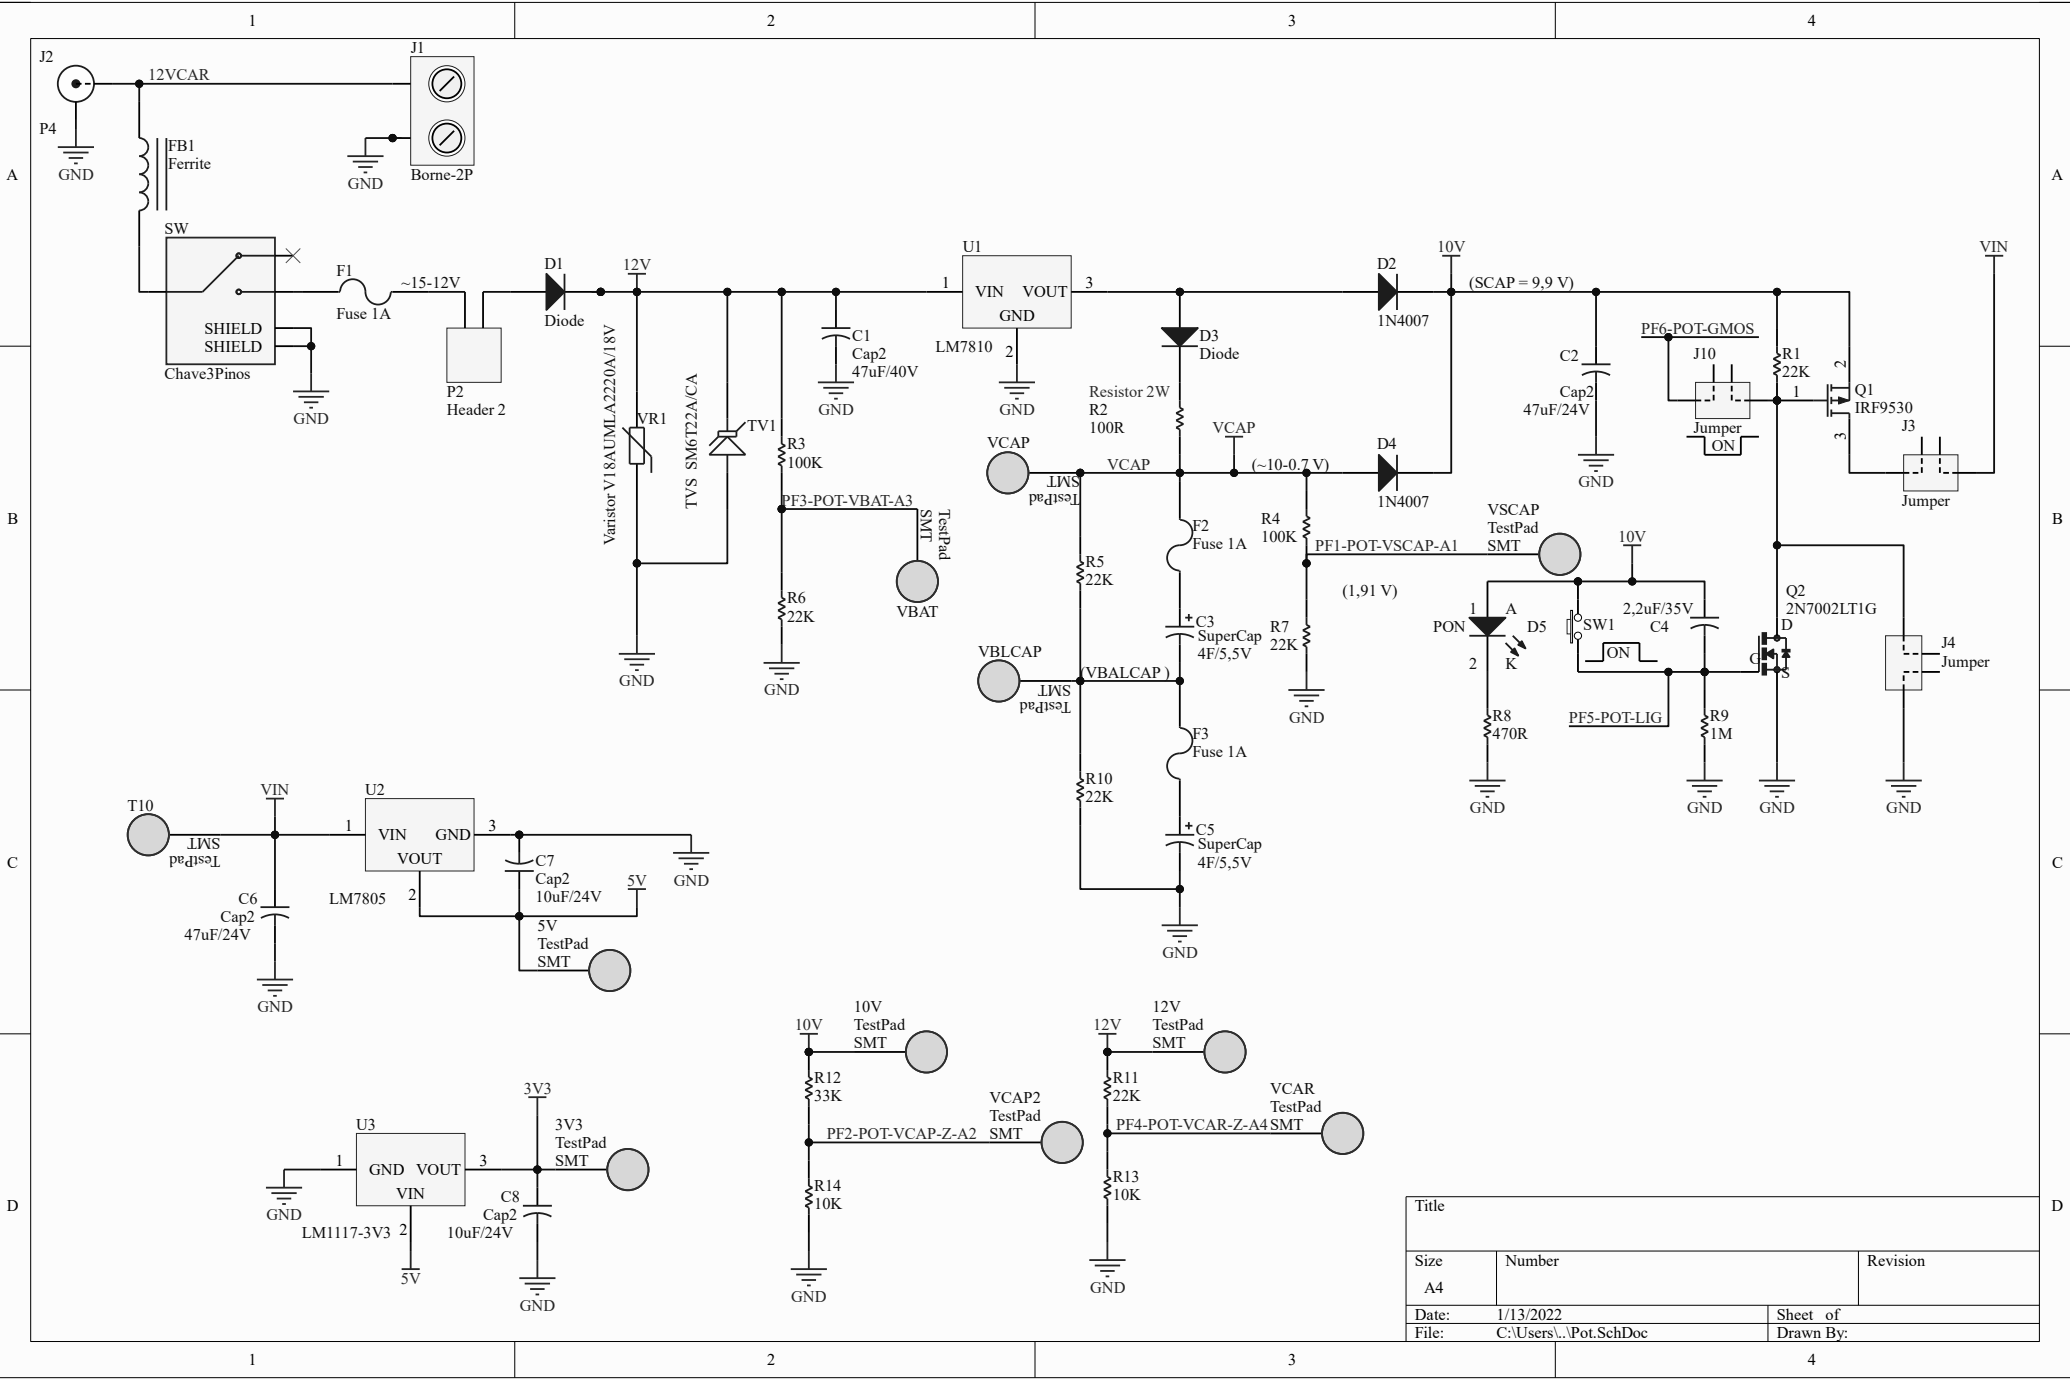 1
2
3
4
J2
12VCAR
J1
P4
GND
FB1
Ferrite
GND
Borne-2P
A
A
SW
SHIELD
SHIELD
Chave3Pinos
GND
F1
Fuse 1A
~15-12V
P2
Header 2
D1
Diode
12V
Varistor V18AUMLA2220A/18V
VR1
TVS SM6T22A/CA
TV1
GND
R3
100K
PF3-POT-VBAT-A3
TestPad
SMT
VBAT
R6
22K
GND
C1
Cap2
47uF/40V
GND
U1
1
VIN VOUT
3
GND
LM7810
2
GND
D3
Diode
Resistor 2W
R2
100R
D2
1N4007
10V
(SCAP = 9,9 V)
VCAP
VCAP
VCAP
(~10-0.7 V)
SMT
TestPad
D4
1N4007
C2
Cap2
47uF/24V
GND
PF6-POT-GMOS
J10
Jumper
ON
R1
22K
1
2
3
Q1
IRF9530
J3
Jumper
VIN
B
B
R5
22K
F2
Fuse 1A
R4
100K
PF1-POT-VSCAP-A1
VSCAP
TestPad
SMT
(1,91 V)
C3
SuperCap
4F/5,5V
R7
22K
GND
VBLCAP
(VBALCAP )
SMT
TestPad
R10
22K
F3
Fuse 1A
C5
SuperCap
4F/5,5V
GND
10V
1
A
PON
D5
2
K
R8
470R
GND
SW1
2,2uF/35V
C4
ON
PF5-POT-LIG
R9
1M
GND
Q2
2N7002LT1G
D
G
S
GND
J4
Jumper
GND
C
C
T10
SMT
TestPad
VIN
C6
Cap2
47uF/24V
GND
U2
1
VIN GND
3
VOUT
LM7805
2
C7
Cap2
10uF/24V
5V
GND
5V
TestPad
SMT
10V
10V
TestPad
SMT
R12
33K
PF2-POT-VCAP-Z-A2
VCAP2
TestPad
SMT
R14
10K
GND
12V
12V
TestPad
SMT
R11
22K
PF4-POT-VCAR-Z-A4
VCAR
TestPad
SMT
R13
10K
GND
D
D
3V3
3V3
TestPad
SMT
U3
1
GND VOUT
3
VIN
LM1117-3V3
2
5V
GND
C8
Cap2
10uF/24V
GND
Title
Size
Number
Revision
A4
Date:
1/13/2022
Sheet of
File:
C:\Users\..\Pot.SchDoc
Drawn By:
1
2
3
4